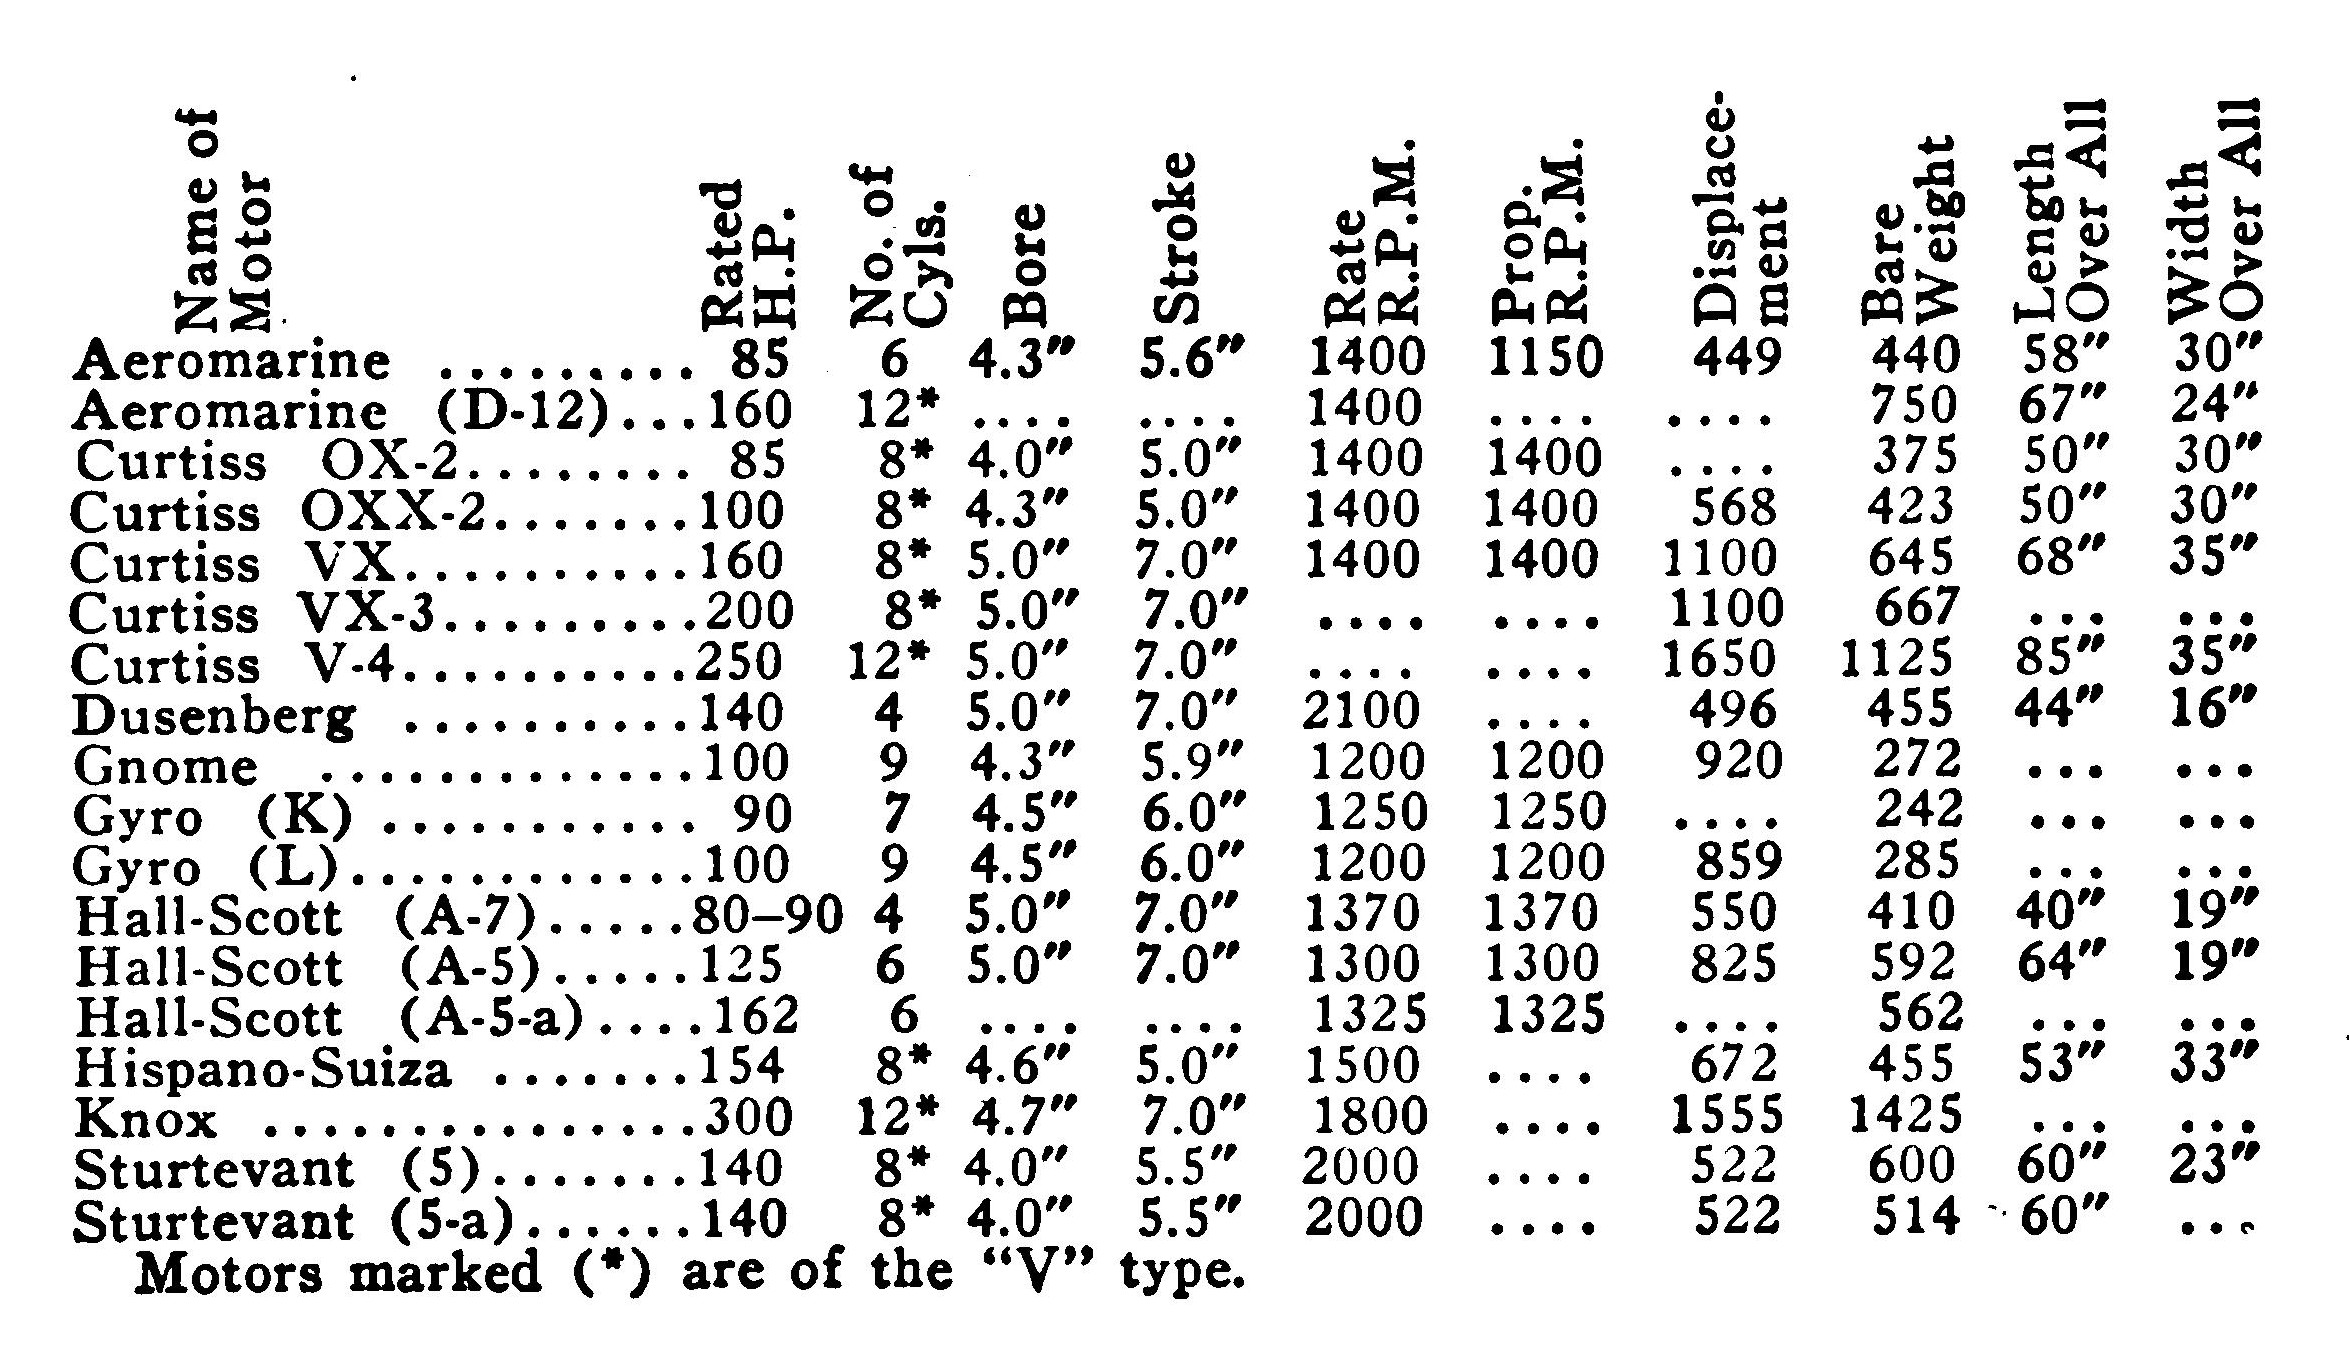 Name of Motor Rated H.P. No. of Cyls. Bore Stroke Rate R.P.M. Prop. R.P.M. Displace-ment Bare Weight Length Over All Width Over All
Aeromarine ......... 85 6 4.3″ 5.6″ 1400 1150 449 440 58″ 30″
Aeromarine (D-12)...160 12* .... .... 1400 .... .... 750 67″ 24″
Curtiss OX-2........ 85 8* 4.0″ 5.0″ 1400 1400 .... 375 50″ 30″
Curtiss OXX-2.......100 8* 4.3″ 5.0″ 1400 1400 568 423 50″ 30″
Curtiss VX..........160 8* 5.0″ 7.0″ 1400 1400 1100 645 68″ 35″
Curtiss VX-3.........200 8* 5.0″ 7.0″ .... .... 1100 667 ... ...
Curtiss V-4..........250 12* 5.0″ 7.0″ .... .... 1650 1125 85″ 35″
Dusenberg ..........140 4 5.0″ 7.0″ 2100 .... 496 455 44″ 16″
Gnome .............100 9 4.3″ 5.9″ 1200 1200 920 272 ... ...
Gyro (K) ........... 90 7 4.5″ 6.0″ 1250 1250 .... 242 ... ...
Gyro (L)............100 9 4.5″ 6.0″ 1200 1200 859 285 ... ...
Hall-Scott (A-7).....80–90 4 5.0″ 7.0″ 1370 1370 550 410 40″ 19″
Hall-Scott (A-5).....125 6 5.0″ 7.0″ 1300 1300 825 592 64″ 19″
Hall-Scott (A-5-a)....162 6 .... .... 1325 1325 .... 562 ... ...
Hispano-Suiza .......154 8* 4.6″ 5.0″ 1500 .... 672 455 53″ 33″
Knox ...............300 12* 4.7″ 7.0″ 1800 .... 1555 1425 ... ...
Sturtevant (5).......140 8* 4.0″ 5.5″ 2000 .... 522 600 60″ 23″
Sturtevant (5-a)......140 8* 4.0″ 5.5″ 2000 .... 522 514 60″ ...
Motors marked (*) are of the “V” type.